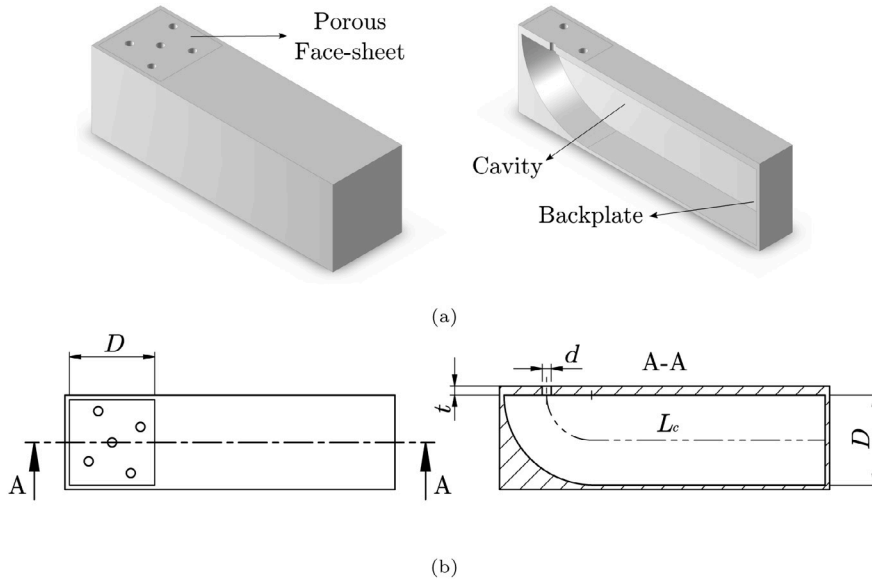 Porous
Face-sheet
Cavity
Backplate
(a)
D
A
A
A-A
d
t
L_c
D
(b)